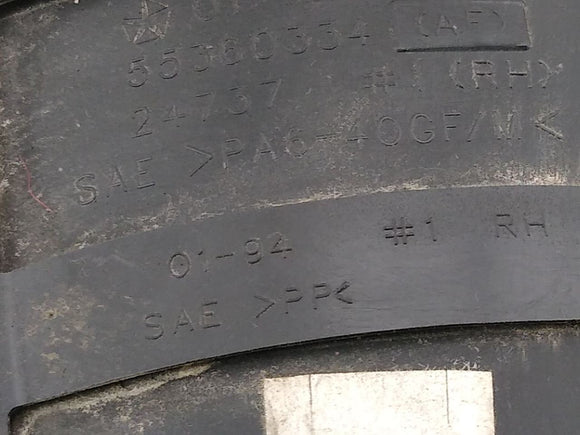 55360334 (AF)
24737 #1 (RH)
SAE >PA6-40GF/M<
01-94 #1 RH
SAE >PP<